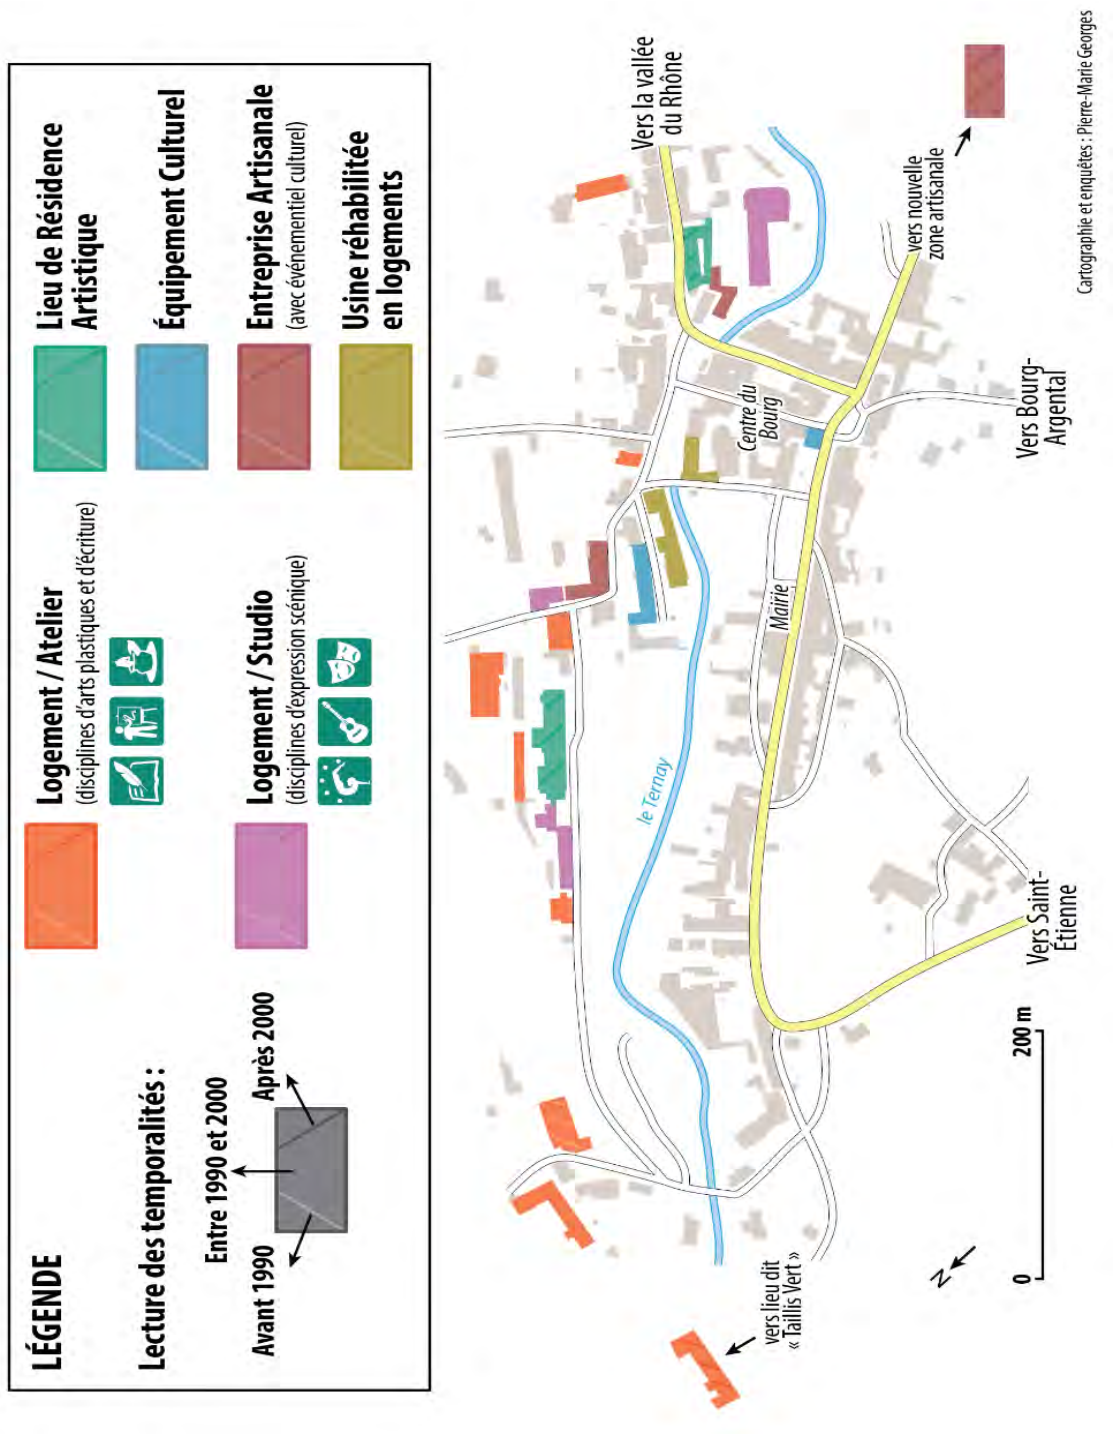 LÉGENDE
Lecture des temporalités :
Entre 1990 et 2000
Avant 1990
Après 2000
Logement / Atelier
(disciplines d'arts plastiques et d'écriture)
Logement / Studio
(disciplines d'expression scénique)
Lieu de Résidence
Artistique
Équipement Culturel
Entreprise Artisanale
(avec événementiel culturel)
Usine réhabilitée
en logements
Vers la vallée
du Rhône
vers nouvelle
zone artisanale
Centre du
Bourg
Vers Bourg-
Argental
Mairie
le Ternay
Vers Saint-
Étienne
vers lieu dit
« Taillis Vert »
N
0
200 m
Cartographie et enquêtes : Pierre-Marie Georges